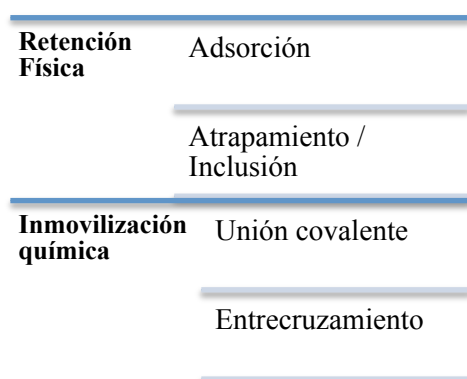 Retención
Física
Adsorción
Atrapamiento /
Inclusión
Inmovilización
química
Unión covalente
Entrecruzamiento